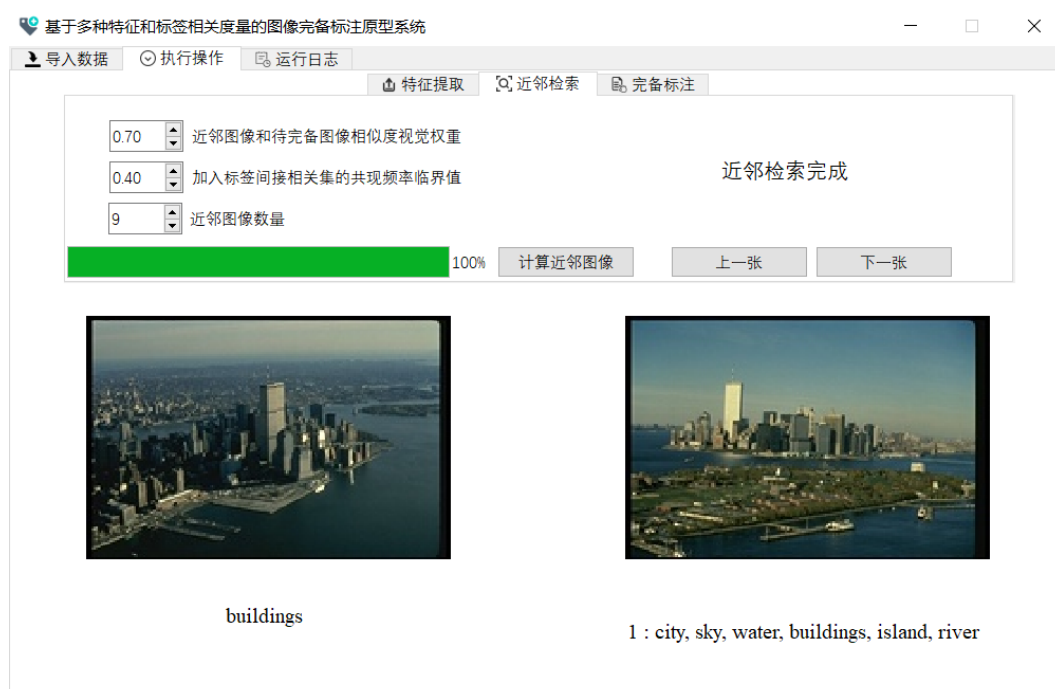 基于多种特征和标签相关度量的图像完备标注原型系统
导入数据 执行操作 运行日志
特征提取 近邻检索 完备标注
0.70 近邻图像和待完备图像相似度视觉权重
0.40 加入标签间接相关集的共现频率临界值
近邻检索完成
9 近邻图像数量
100% 计算近邻图像 上一张 下一张
buildings
1 : city, sky, water, buildings, island, river